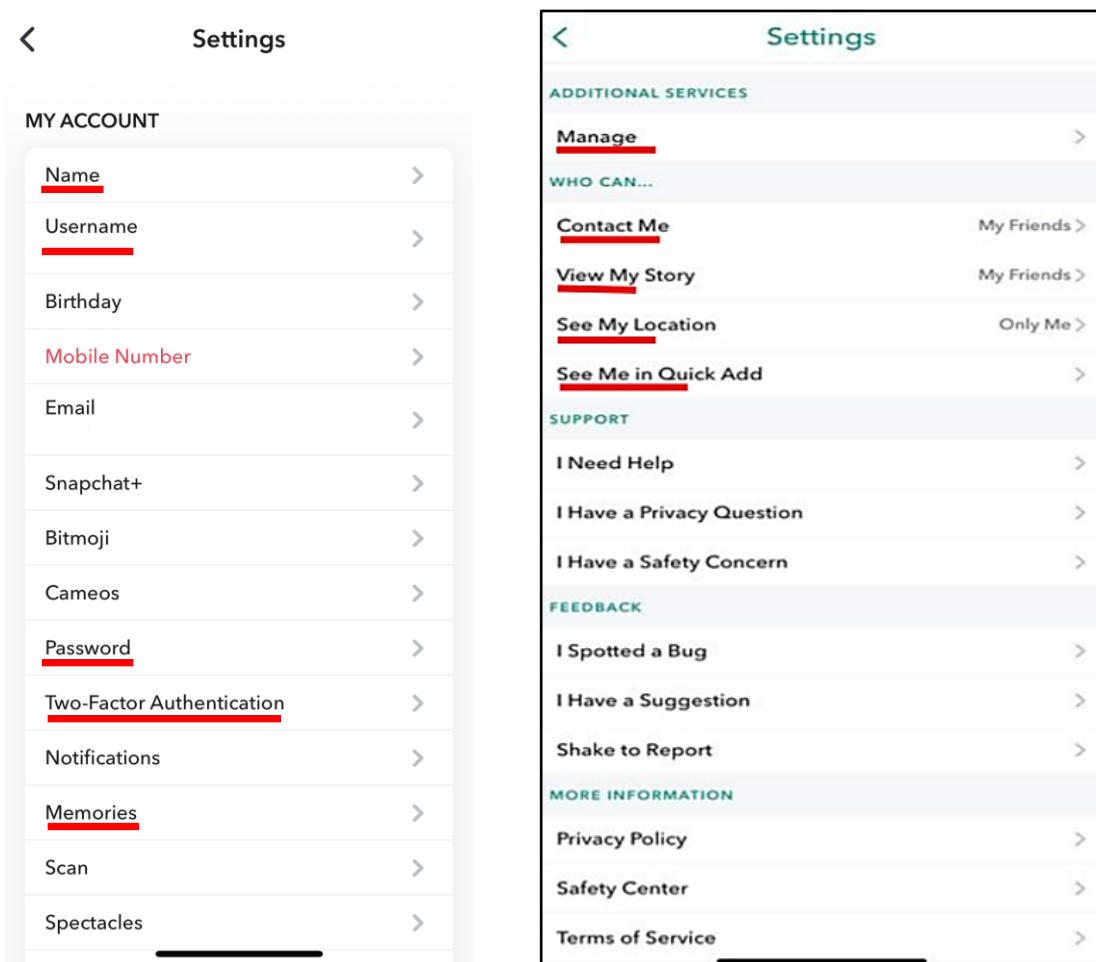 Settings
MY ACCOUNT
Name
Username
Birthday
Mobile Number
Email
Snapchat+
Bitmoji
Cameos
Password
Two-Factor Authentication
Notifications
Memories
Scan
Spectacles
Settings
ADDITIONAL SERVICES
Manage
WHO CAN...
Contact Me My Friends
View My Story My Friends
See My Location Only Me
See Me in Quick Add
SUPPORT
I Need Help
I Have a Privacy Question
I Have a Safety Concern
FEEDBACK
I Spotted a Bug
I Have a Suggestion
Shake to Report
MORE INFORMATION
Privacy Policy
Safety Center
Terms of Service